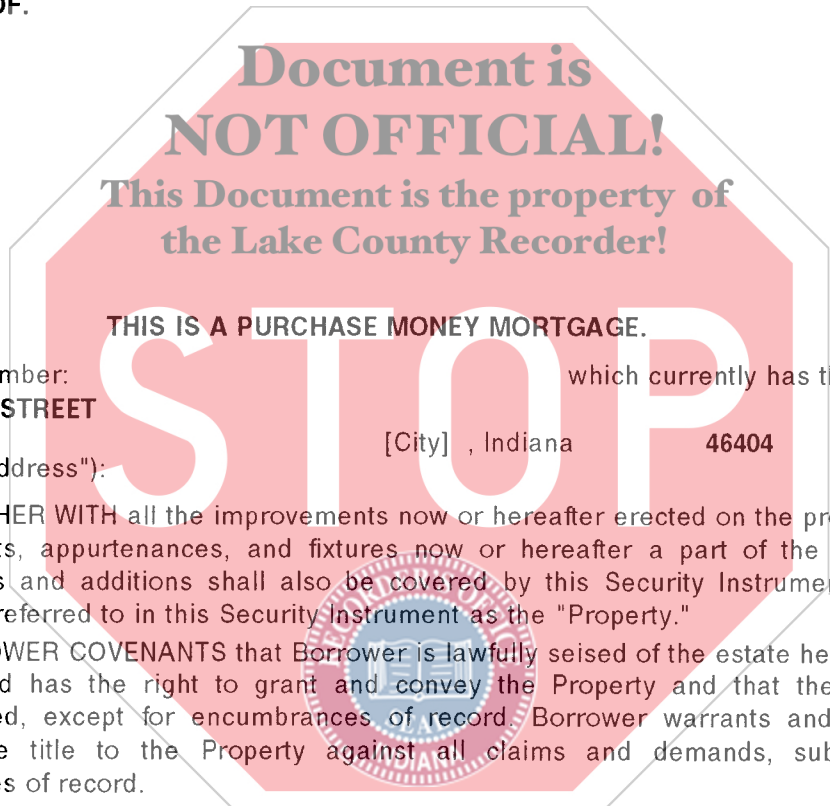 OF.
Document is
NOT OFFICIAL!
This Document is the property of
the Lake County Recorder!
STOP
THIS IS A PURCHASE MONEY MORTGAGE.
mber: which currently has th
STREET
[City] , Indiana 46404
ddress"):
HER WITH all the improvements now or hereafter erected on the pr
ts, appurtenances, and fixtures now or hereafter a part of the
s and additions shall also be covered by this Security Instrume
referred to in this Security Instrument as the "Property."
OWER COVENANTS that Borrower is lawfully seised of the estate he
d has the right to grant and convey the Property and that the
ed, except for encumbrances of record. Borrower warrants and
e title to the Property against all claims and demands, sub
s of record.
INDIANA